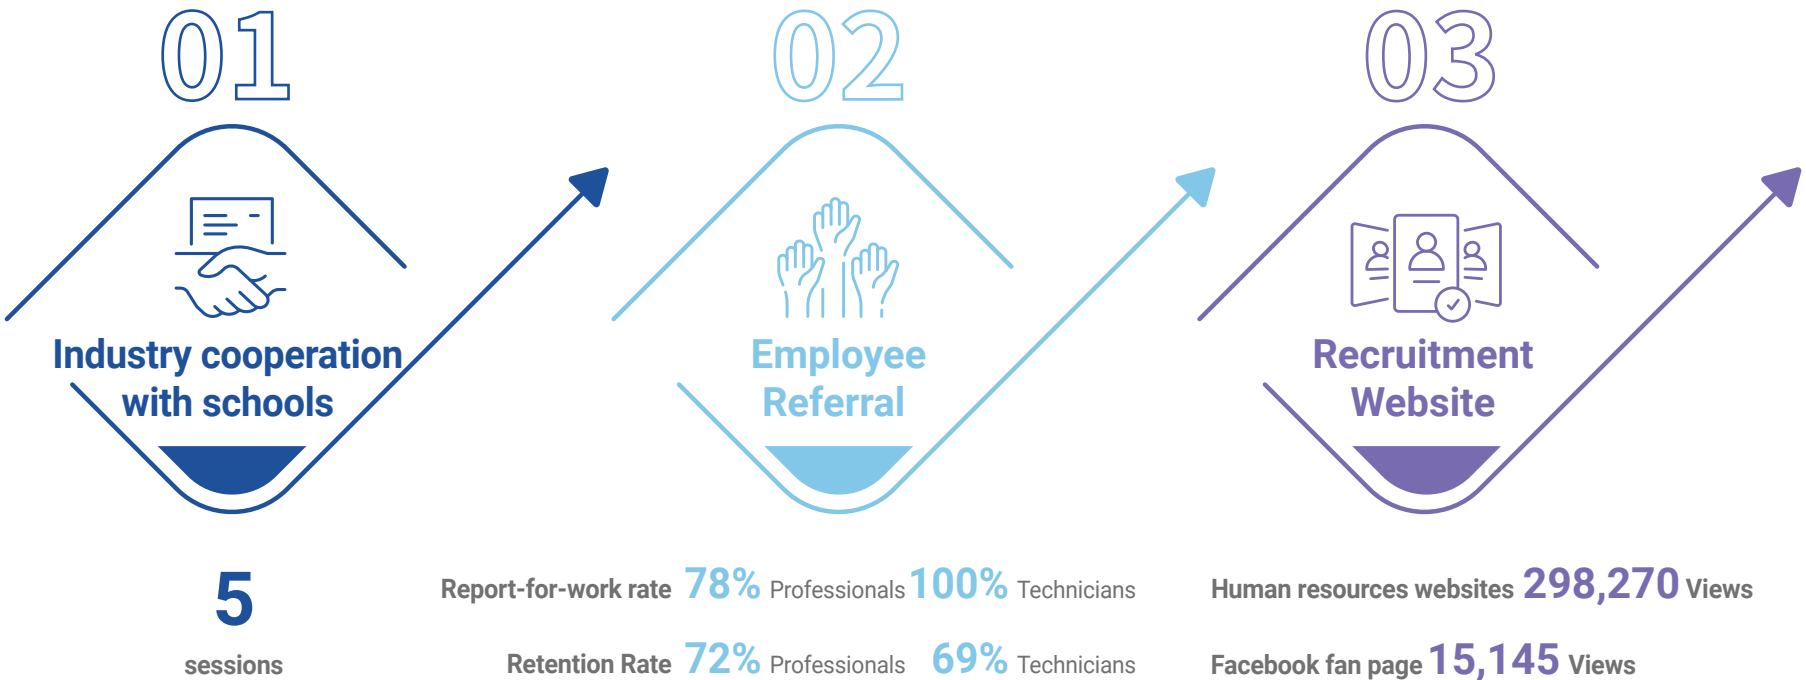 01
Industry cooperation
with schools
5
sessions
02
Employee
Referral
Report-for-work rate 78% Professionals 100% Technicians
Retention Rate 72% Professionals 69% Technicians
03
Recruitment
Website
Human resources websites 298,270 Views
Facebook fan page 15,145 Views